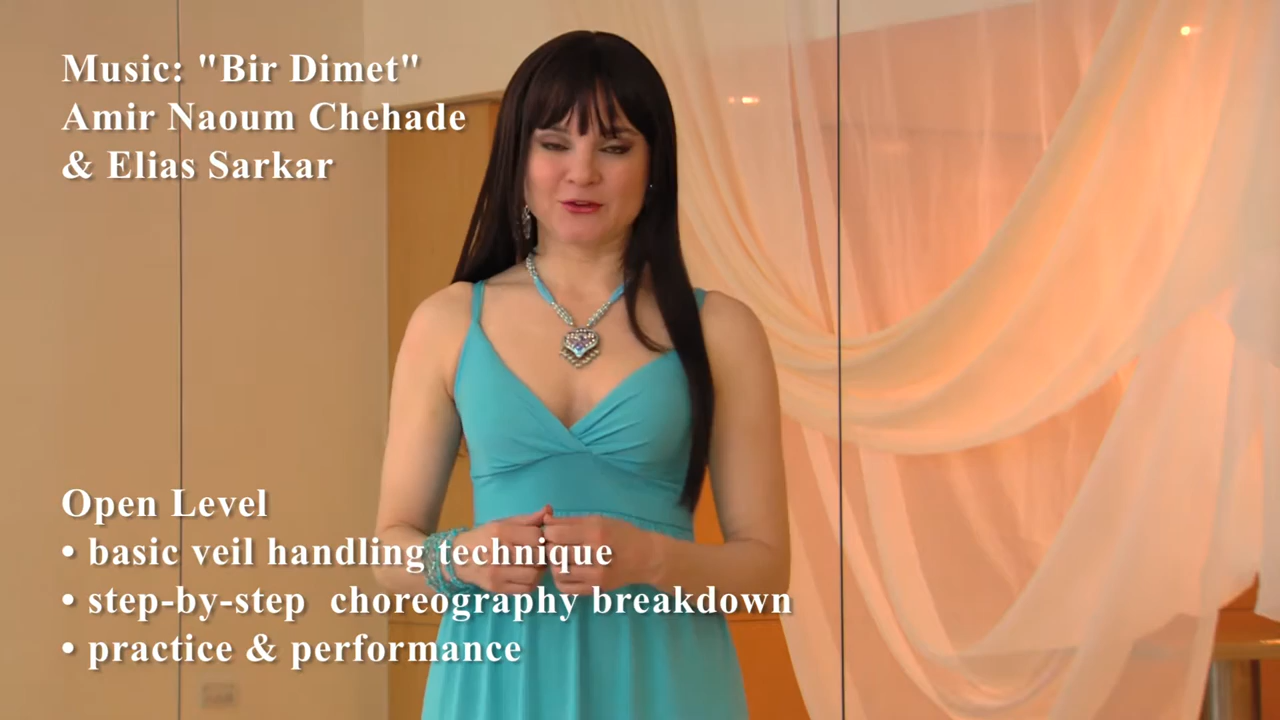 Music: "Bir Dimet"
Amir Naoum Chehade
& Elias Sarkar
Open Level
• basic veil handling technique
• step-by-step choreography breakdown
• practice & performance